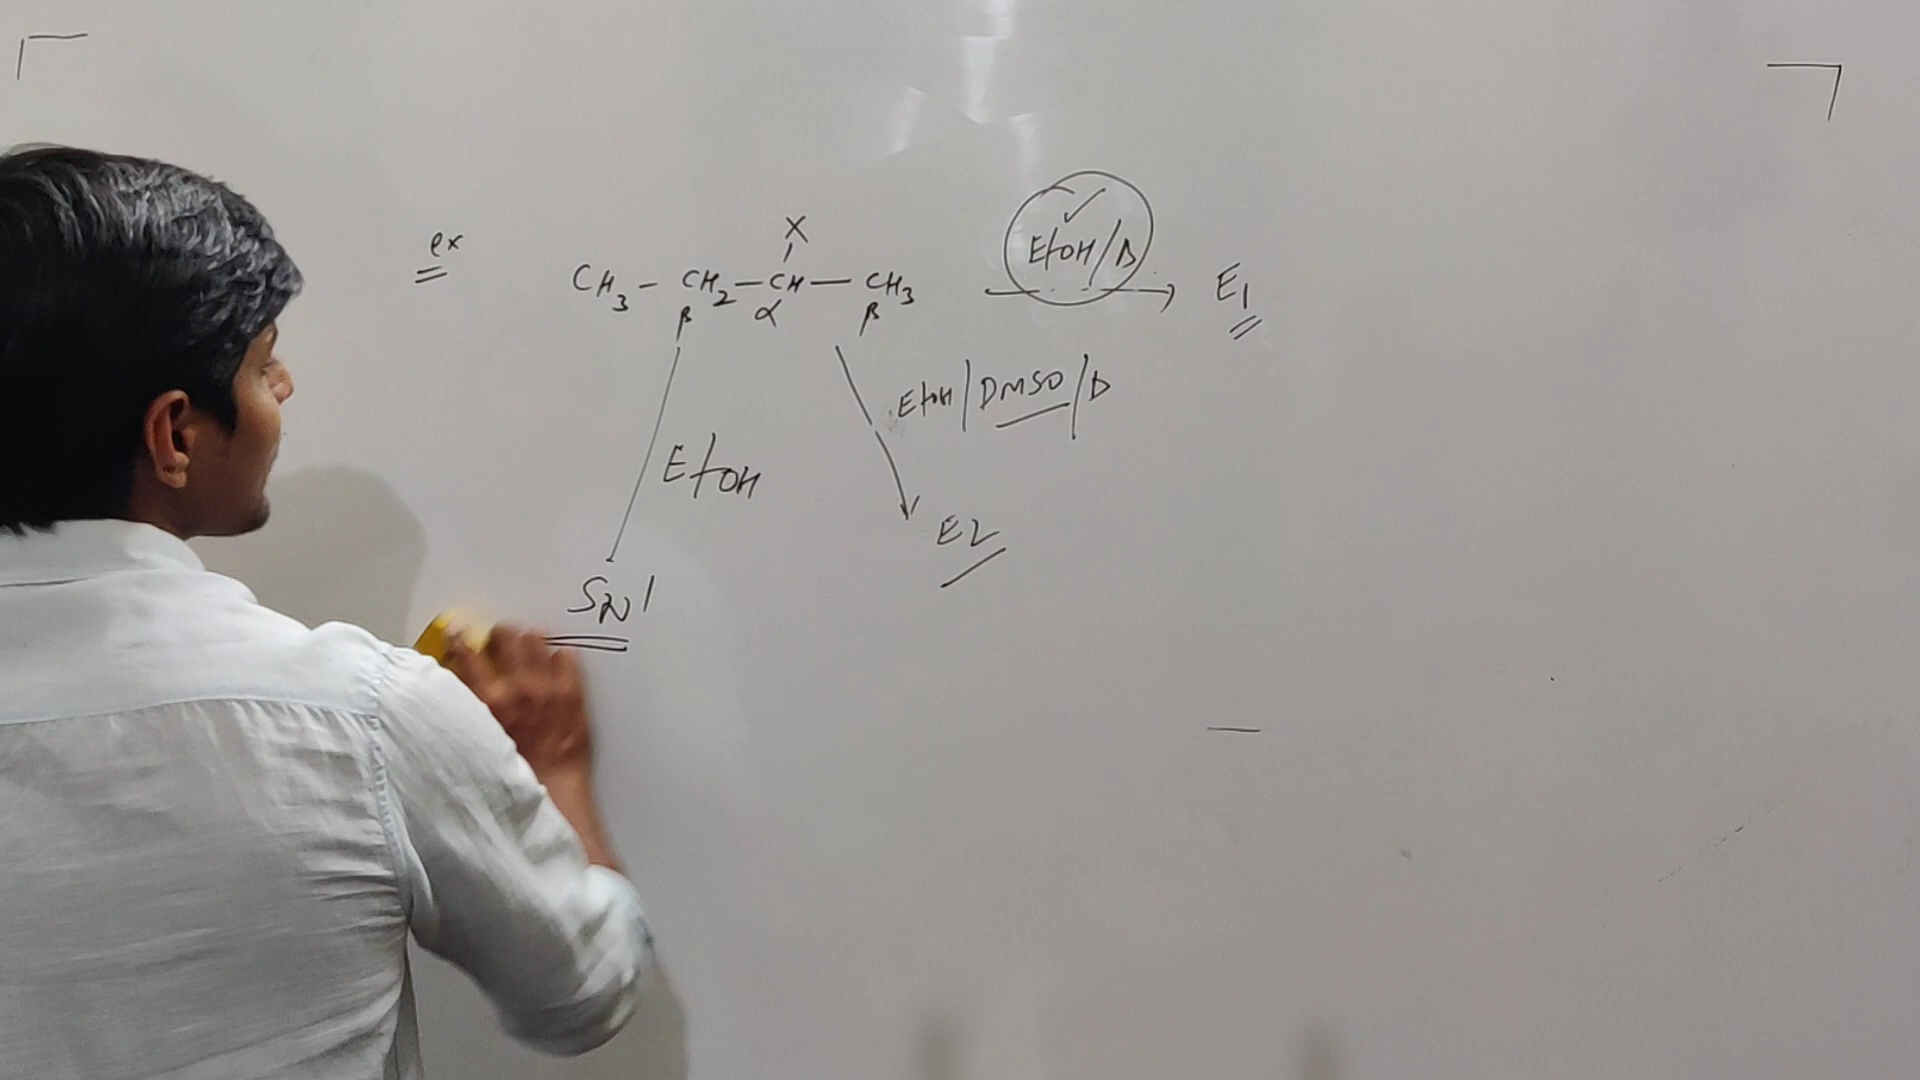 ex
X
CH3 - CH2 - CH - CH3
β α β
EtOH/Δ
E1
EtOH/DMSO/Δ
EtOH
E2
SN1